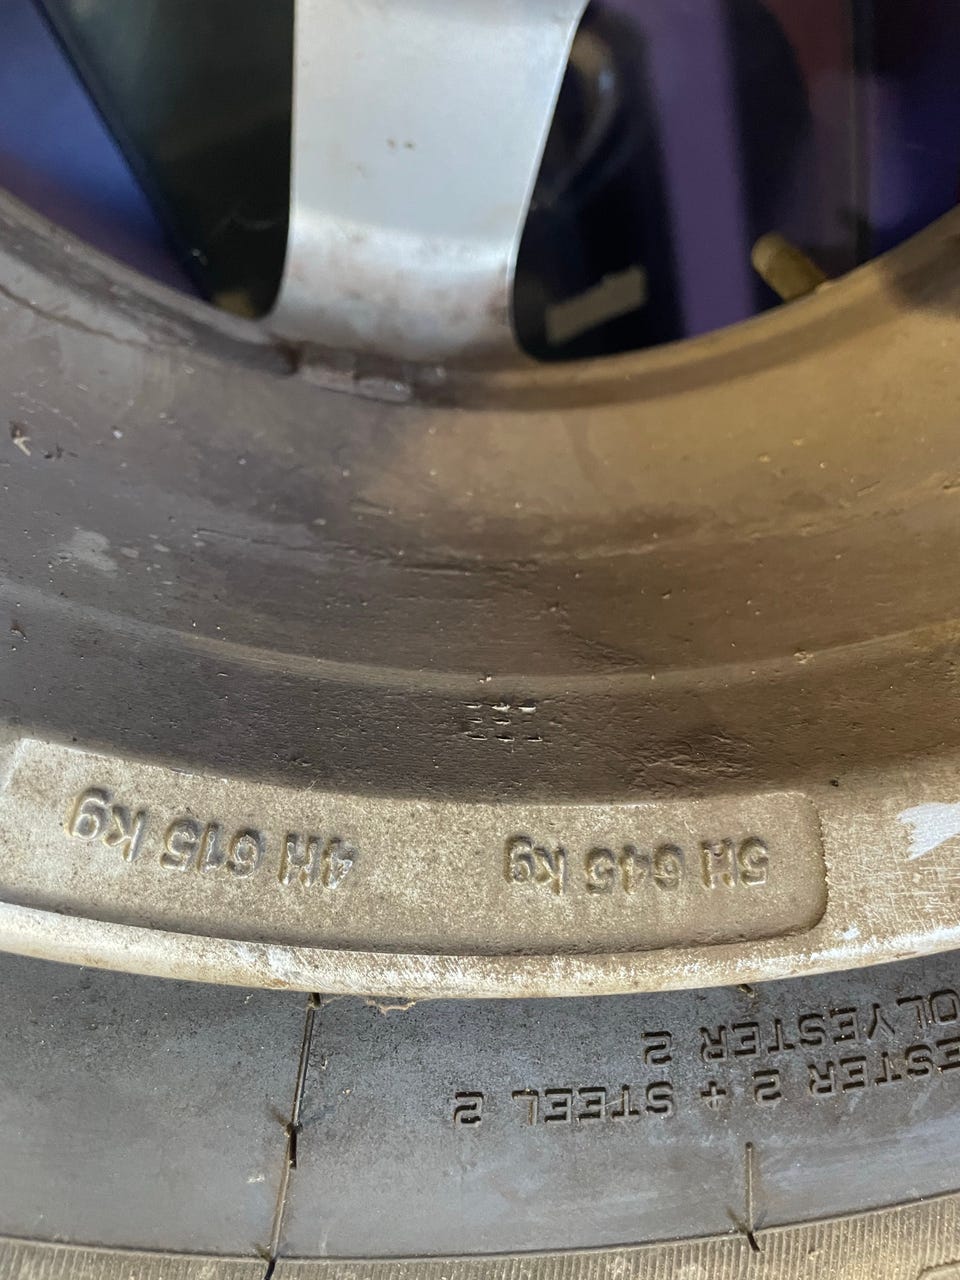 ESTER 2 + STEEL 2
OLYESTER 2
5H 645 kg 4H 615 kg